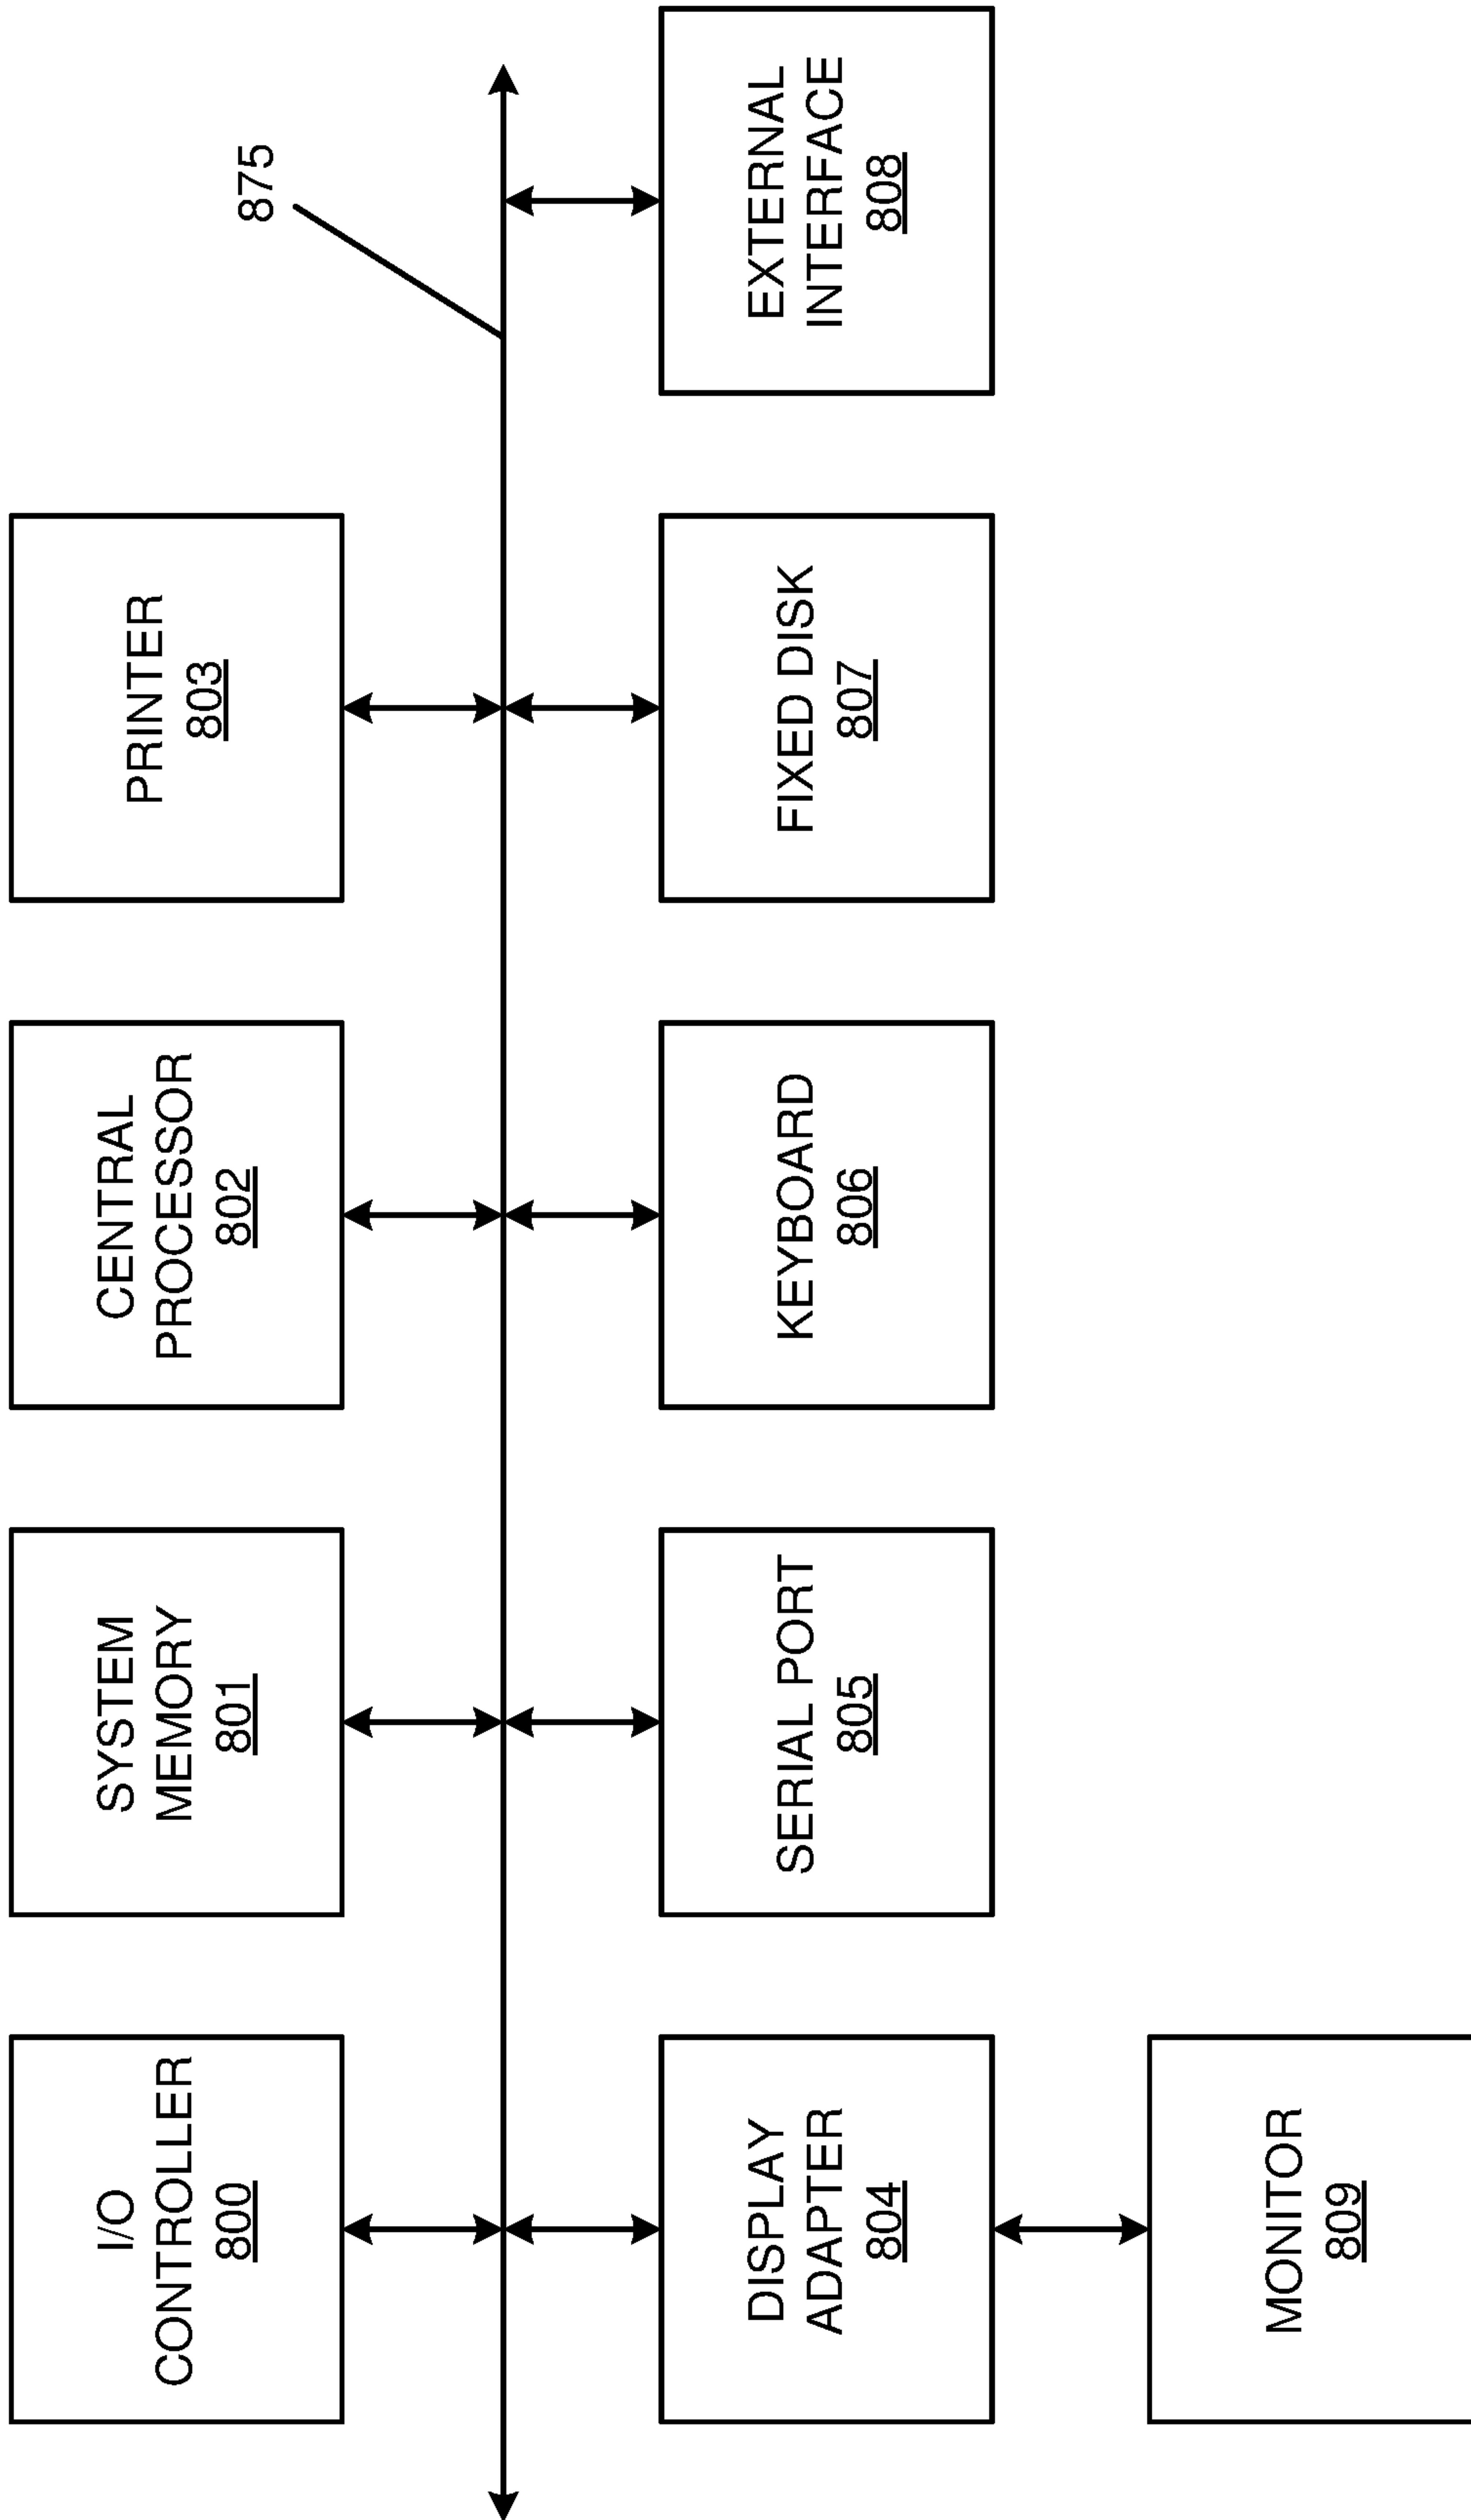 I/O
CONTROLLER
800
SYSTEM
MEMORY
801
CENTRAL
PROCESSOR
802
PRINTER
803
875
DISPLAY
ADAPTER
804
SERIAL PORT
805
KEYBOARD
806
FIXED DISK
807
EXTERNAL
INTERFACE
808
MONITOR
809